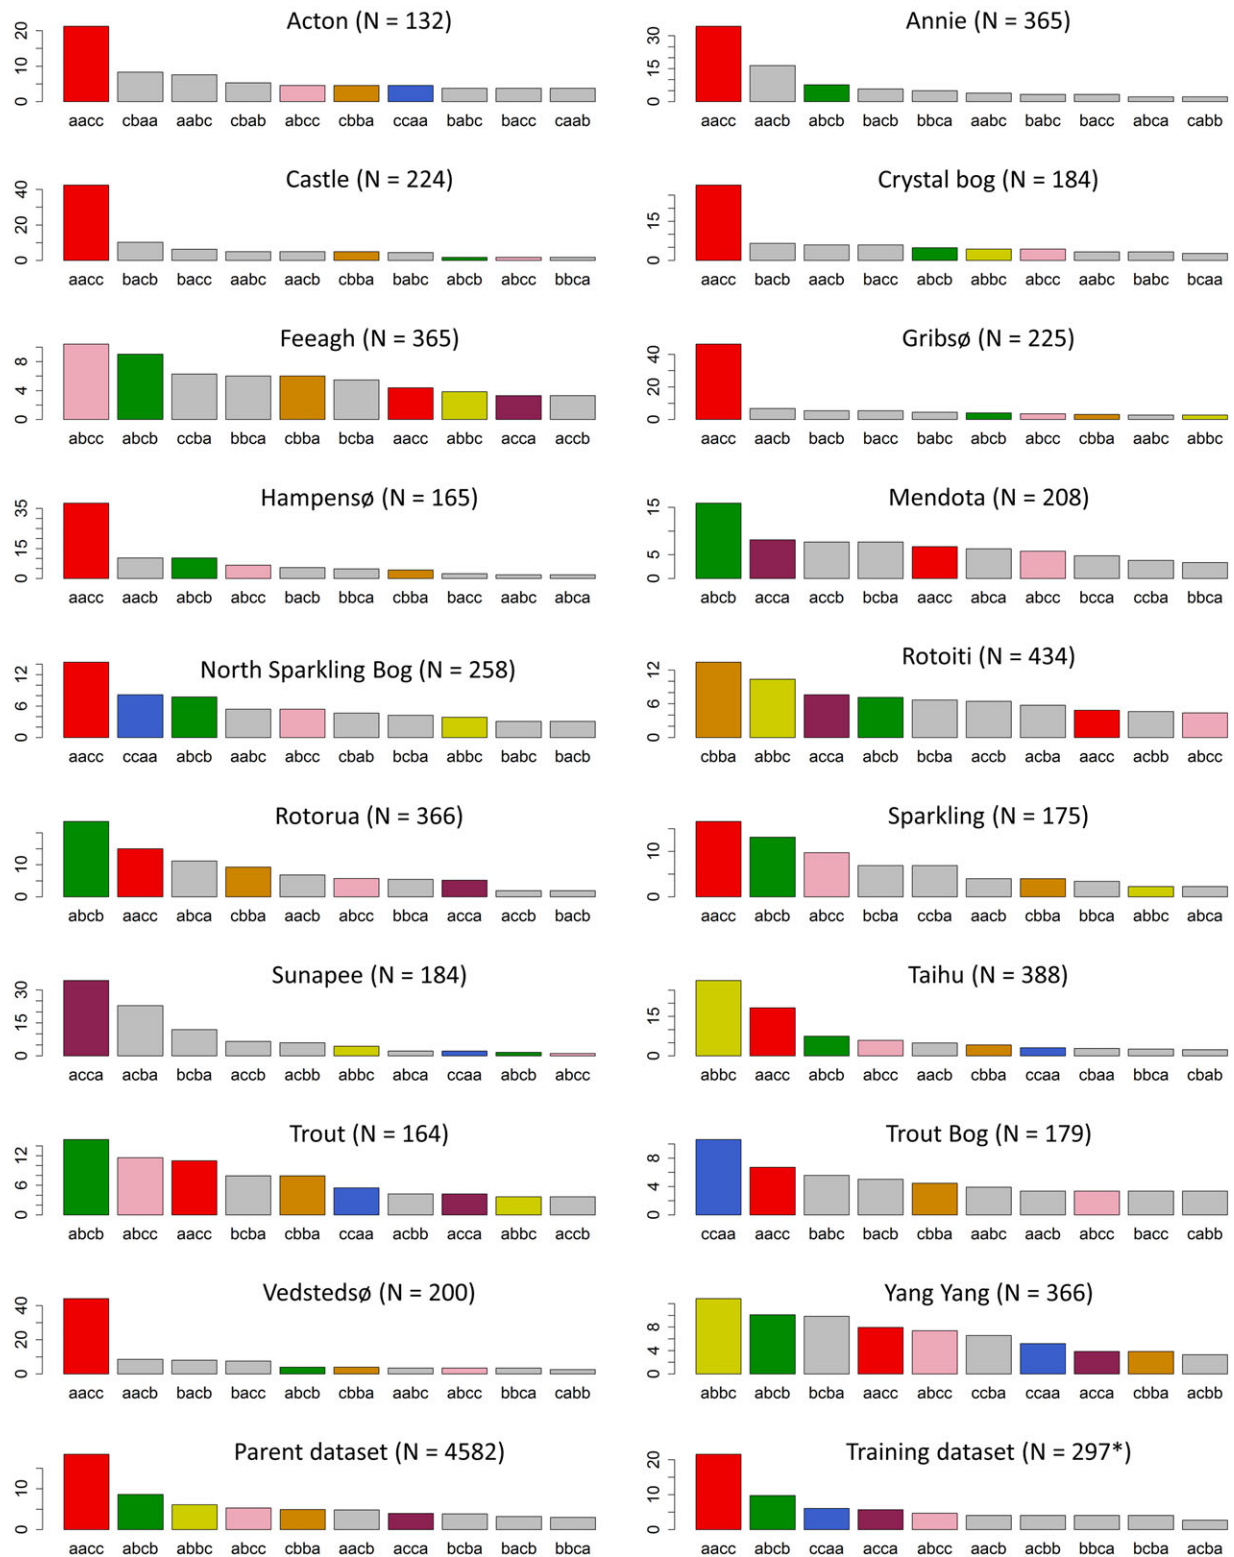 Acton (N = 132)
0 10 20
aacc cbaa aabc cbab abcc cbba ccaa babc bacc caab
Annie (N = 365)
0 15 30
aacc aacb abcb bacb bbca aabc babc bacc abca cabb
Castle (N = 224)
0 20 40
aacc bacb bacc aabc aacb cbba babc abcb abcc bbca
Crystal bog (N = 184)
0 15
aacc bacb aacb bacc abcb abbc abcc aabc babc bcaa
Feeagh (N = 365)
0 4 8
abcc abcb ccba bbca cbba bcba aacc abbc acca accb
Gribsø (N = 225)
0 20 40
aacc aacb bacb bacc babc abcb abcc cbba aabc abbc
Hampensø (N = 165)
0 15 35
aacc aacb abcb abcc bacb bbca cbba bacc aabc abca
Mendota (N = 208)
0 5 15
abcb acca accb bcba aacc abca abcc bcca ccba bbca
North Sparkling Bog (N = 258)
0 6 12
aacc ccaa abcb aabc abcc cbab bcba abbc babc bacb
Rotoiti (N = 434)
0 6 12
cbba abbc acca abcb bcba accb acba aacc acbb abcc
Rotorua (N = 366)
0 10
abcb aacc abca cbba aacb abcc bbca acca accb bacb
Sparkling (N = 175)
0 10
aacc abcb abcc bcba ccba aacb cbba bbca abbc abca
Sunapee (N = 184)
0 15 30
acca acba bcba accb acbb abbc abca ccaa abcb abcc
Taihu (N = 388)
0 15
abbc aacc abcb abcc aacb cbba ccaa cbaa bbca cbab
Trout (N = 164)
0 6 12
abcb abcc aacc bcba cbba ccaa acbb acca abbc accb
Trout Bog (N = 179)
0 4 8
ccaa aacc babc bacb cbba aabc aacb abcc bacc cabb
Vedstedsø (N = 200)
0 20 40
aacc aacb bacb bacc abcb cbba aabc abcc bbca cabb
Yang Yang (N = 366)
0 4 8
abbc abcb bcba aacc abcc ccba ccaa acca cbba acbb
Parent dataset (N = 4582)
0 10
aacc abcb abbc abcc cbba aacb acca bcba bacb bbca
Training dataset (N = 297*)
0 10 20
aacc abcb ccaa acca abcc aacb acbb babc bcba acba